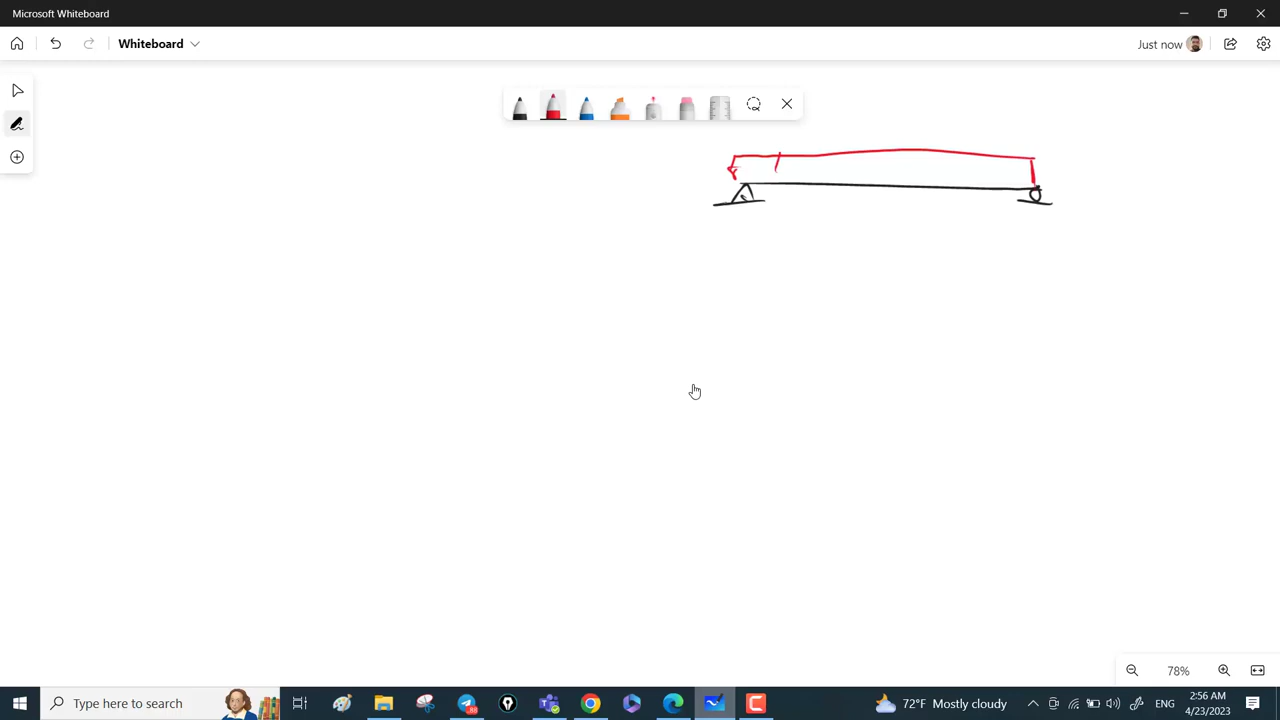 Microsoft Whiteboard
Whiteboard
Just now
78%
Type here to search
72°F Mostly cloudy
ENG
2:56 AM
4/23/2023